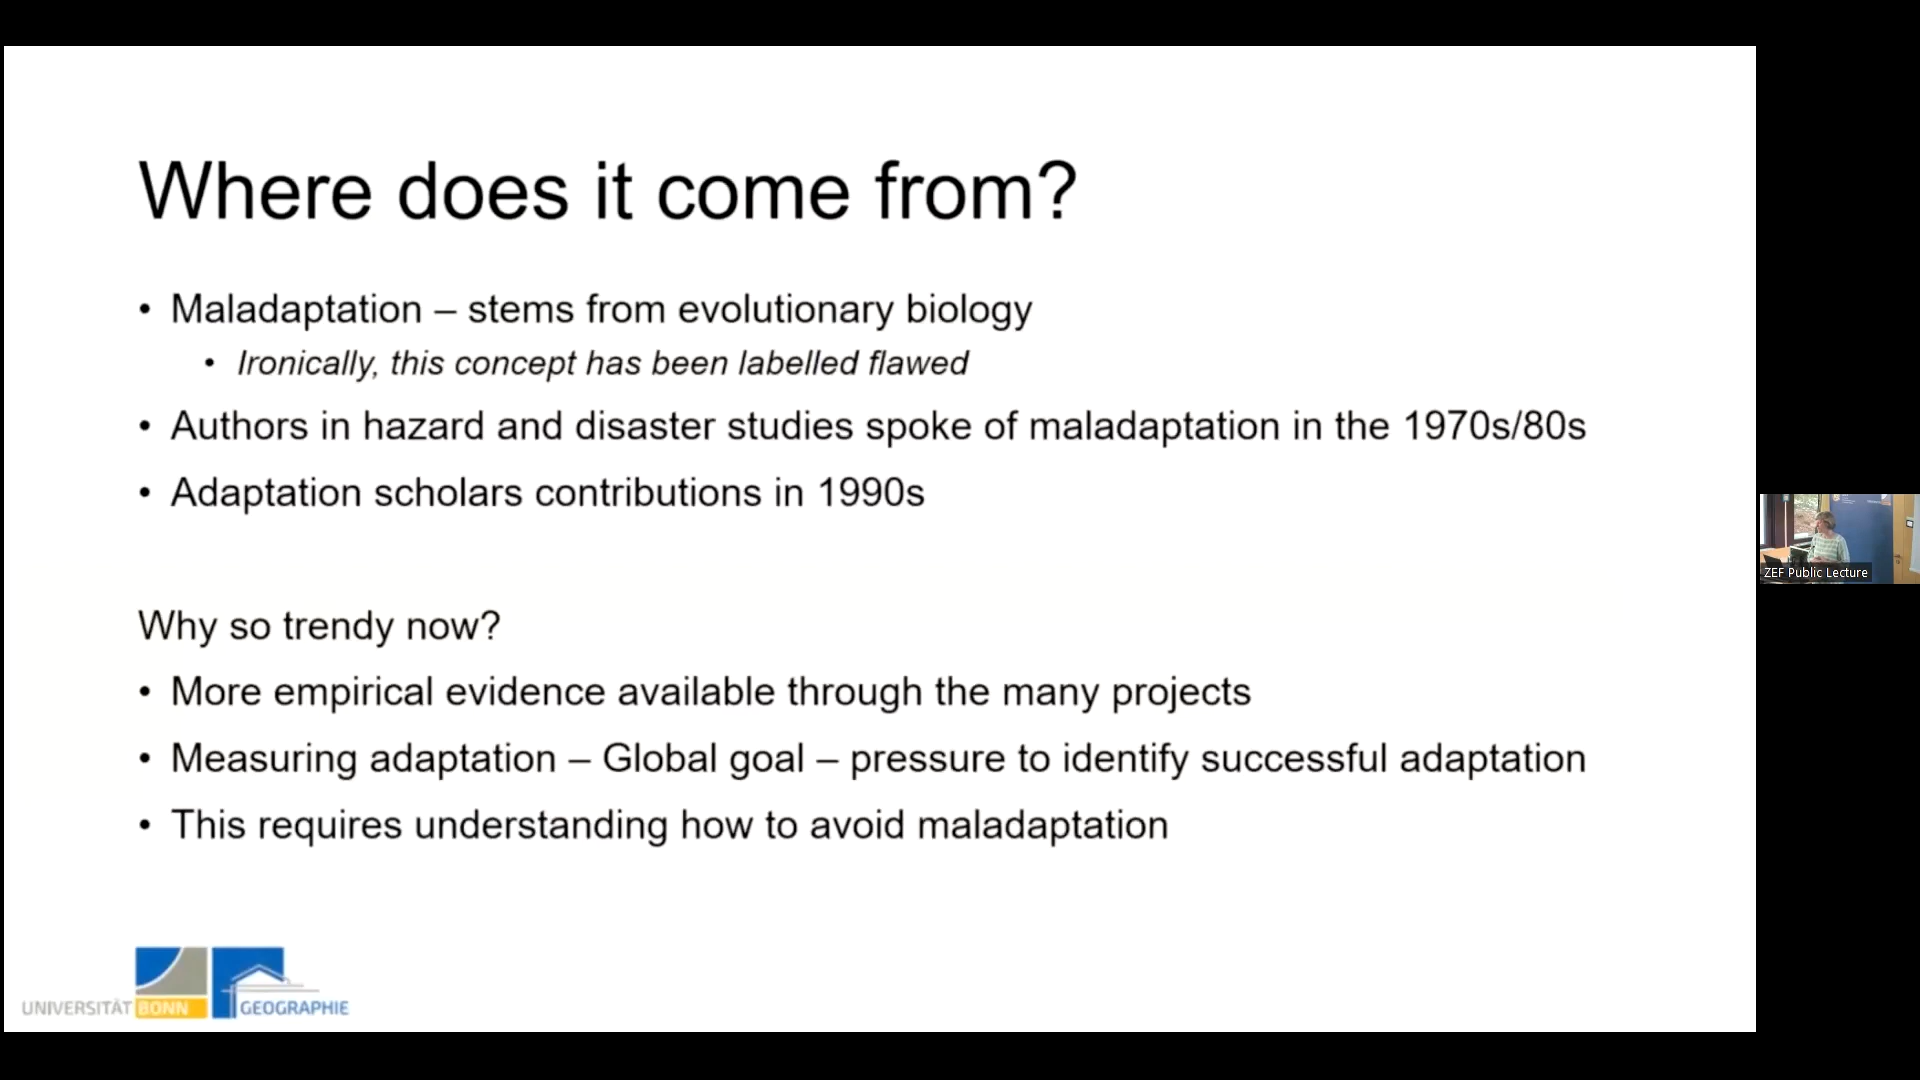 Where does it come from?
• Maladaptation – stems from evolutionary biology
• Ironically, this concept has been labelled flawed
• Authors in hazard and disaster studies spoke of maladaptation in the 1970s/80s
• Adaptation scholars contributions in 1990s
Why so trendy now?
• More empirical evidence available through the many projects
• Measuring adaptation – Global goal – pressure to identify successful adaptation
• This requires understanding how to avoid maladaptation
ZEF Public Lecture
UNIVERSITÄT BONN GEOGRAPHIE